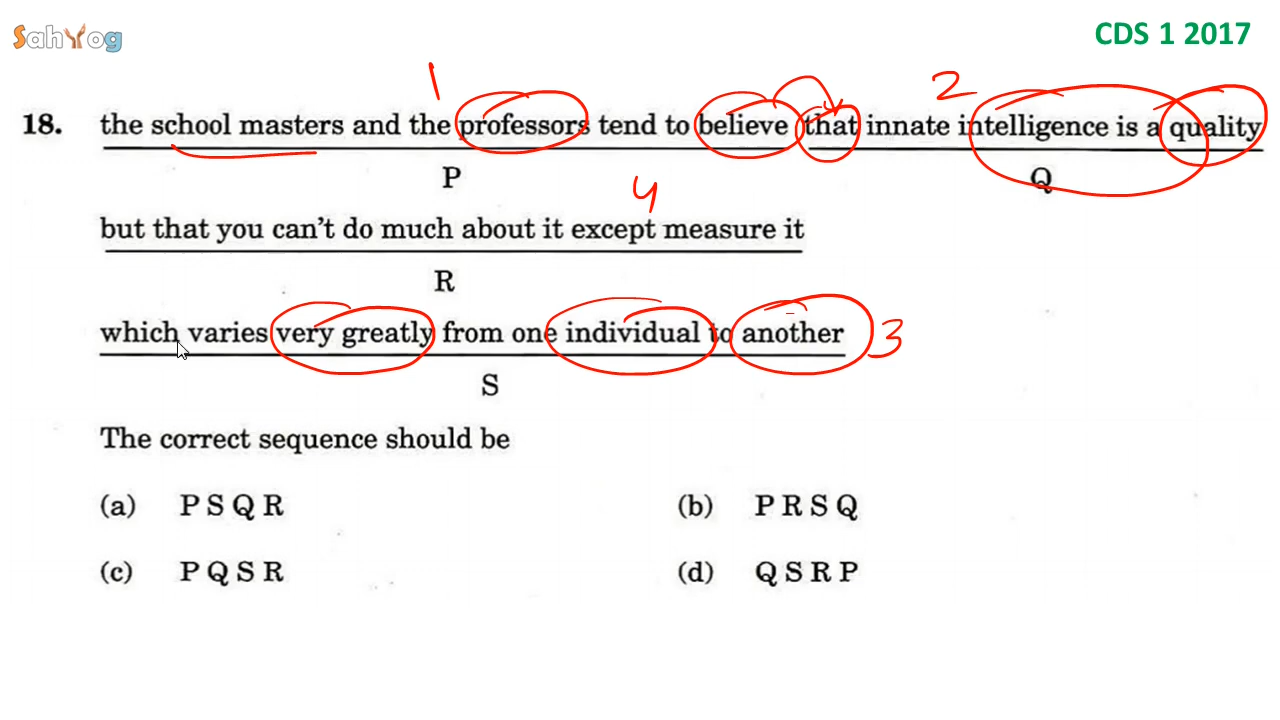 SahYog
CDS 1 2017
1
2
18. the school masters and the professors tend to believe that innate intelligence is a quality
P
Q
4
but that you can't do much about it except measure it
R
which varies very greatly from one individual to another
3
S
The correct sequence should be
(a) P S Q R
(b) P R S Q
(c) P Q S R
(d) Q S R P